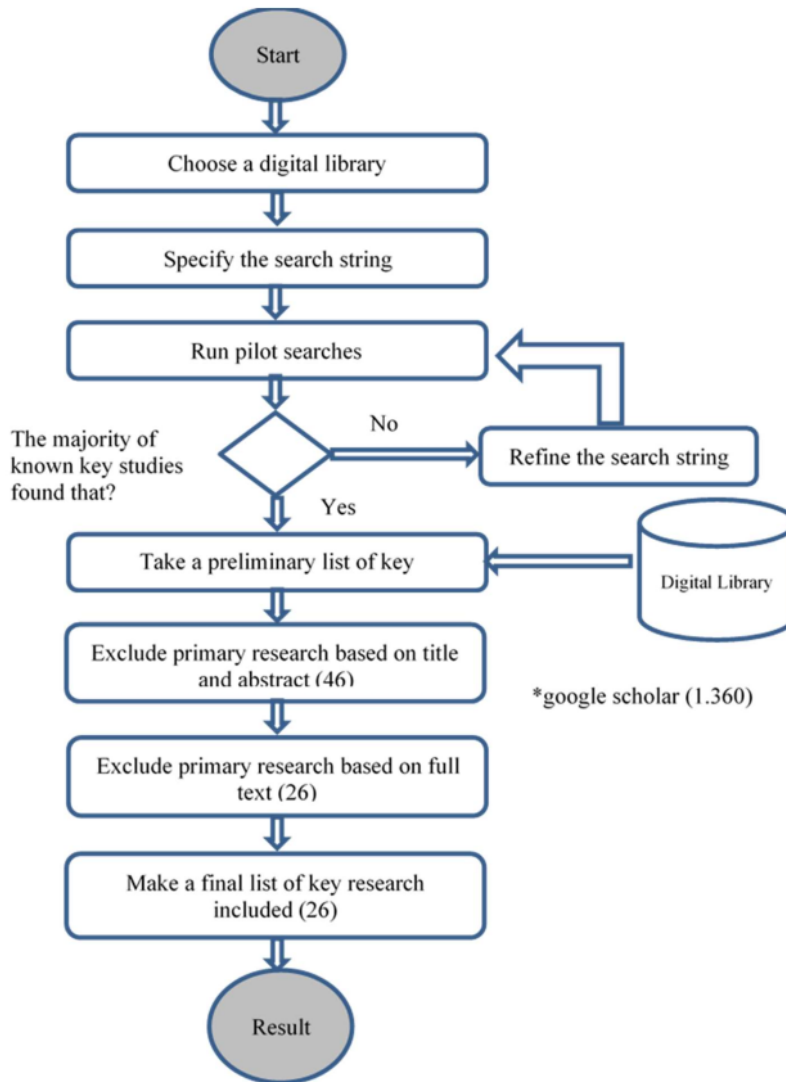 Start
Choose a digital library
Specify the search string
Run pilot searches
The majority of
known key studies
found that?
No
Refine the search string
Yes
Take a preliminary list of key
Digital Library
Exclude primary research based on title
and abstract (46)
*google scholar (1.360)
Exclude primary research based on full
text (26)
Make a final list of key research
included (26)
Result